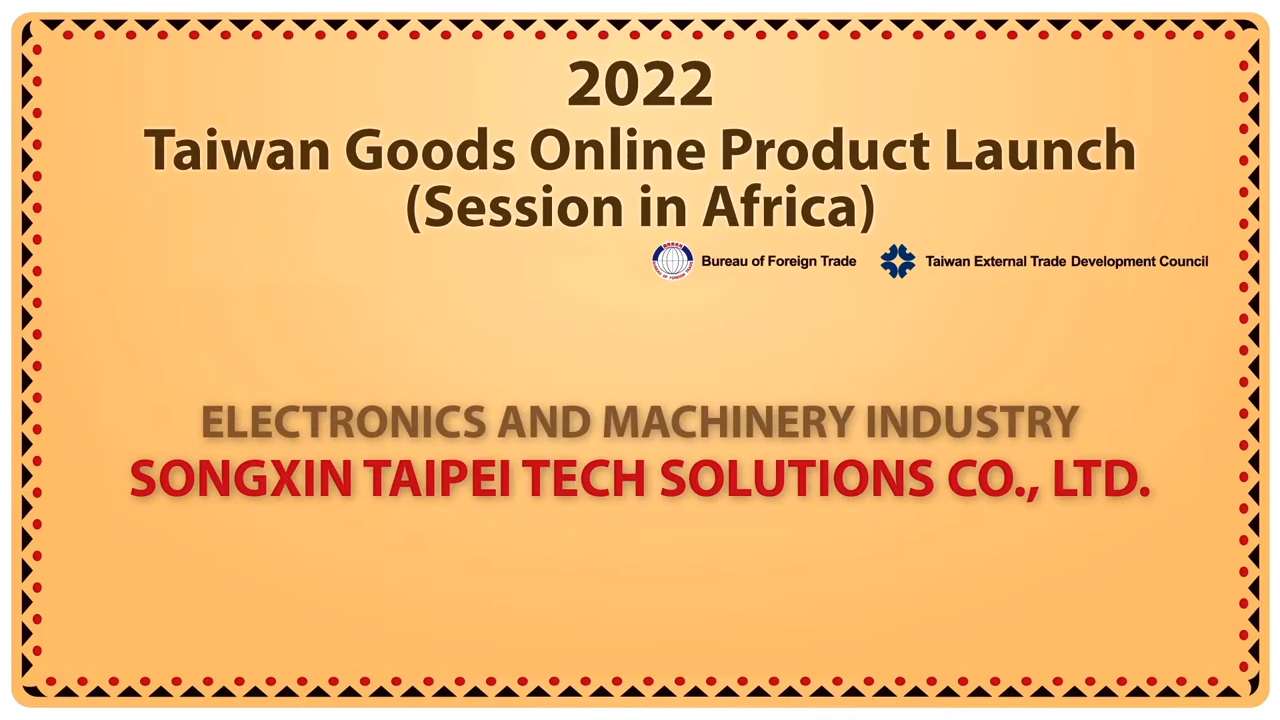 2022
Taiwan Goods Online Product Launch
(Session in Africa)
Bureau of Foreign Trade Taiwan External Trade Development Council
ELECTRONICS AND MACHINERY INDUSTRY
SONGXIN TAIPEI TECH SOLUTIONS CO., LTD.